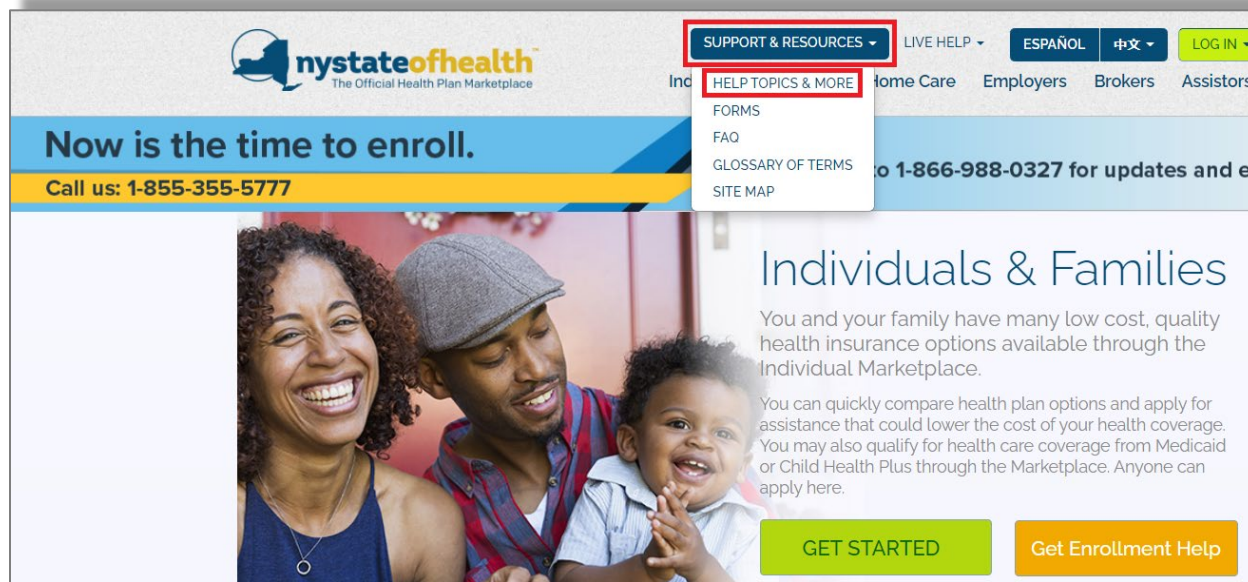 SUPPORT & RESOURCES LIVE HELP ESPAÑOL 中文 LOG IN
nystateofhealth™
The Official Health Plan Marketplace
Home Care Employers Brokers Assistors
HELP TOPICS & MORE
FORMS
FAQ
GLOSSARY OF TERMS
SITE MAP
Now is the time to enroll.
Call us: 1-855-355-5777
to 1-866-988-0327 for updates and
Individuals & Families
You and your family have many low cost, quality
health insurance options available through the
Individual Marketplace.
You can quickly compare health plan options and apply for
assistance that could lower the cost of your health coverage.
You may also qualify for health care coverage from Medicaid
or Child Health Plus through the Marketplace. Anyone can
apply here.
GET STARTED Get Enrollment Help